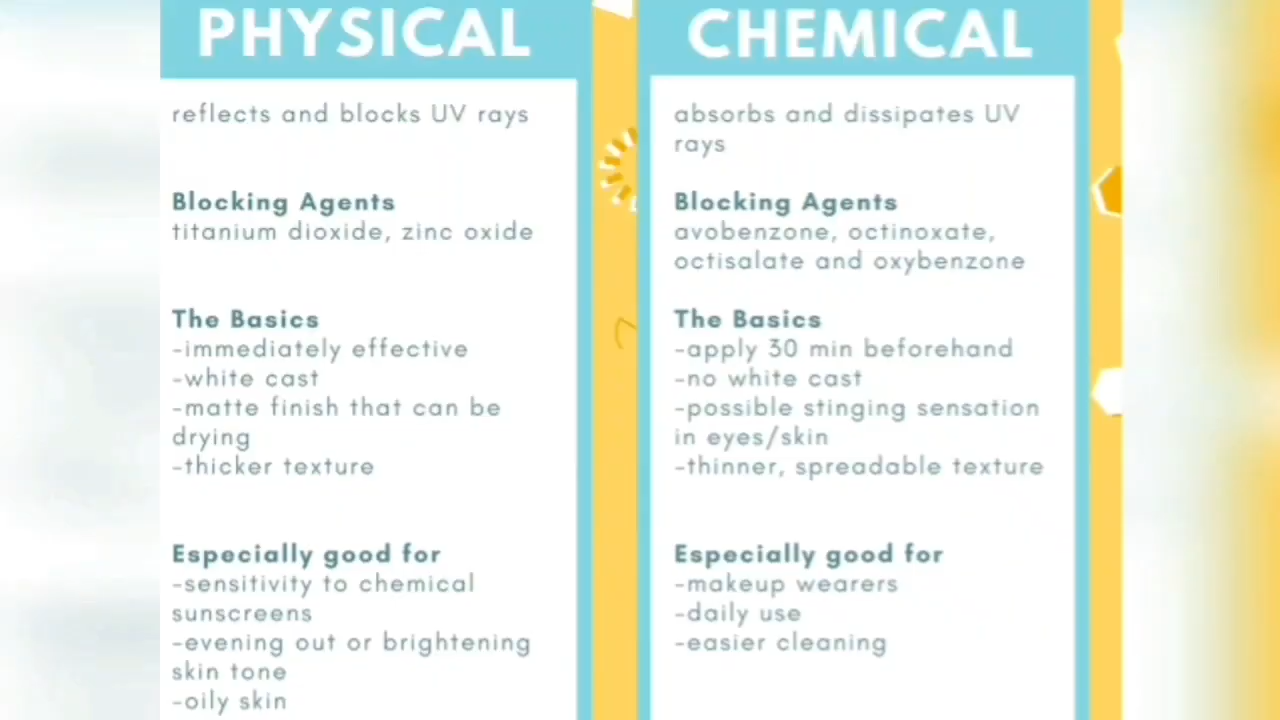 PHYSICAL
reflects and blocks UV rays
Blocking Agents
titanium dioxide, zinc oxide
The Basics
-immediately effective
-white cast
-matte finish that can be
drying
-thicker texture
Especially good for
-sensitivity to chemical
sunscreens
-evening out or brightening
skin tone
-oily skin
CHEMICAL
absorbs and dissipates UV
rays
Blocking Agents
avobenzone, octinoxate,
octisalate and oxybenzone
The Basics
-apply 30 min beforehand
-no white cast
-possible stinging sensation
in eyes/skin
-thinner, spreadable texture
Especially good for
-makeup wearers
-daily use
-easier cleaning